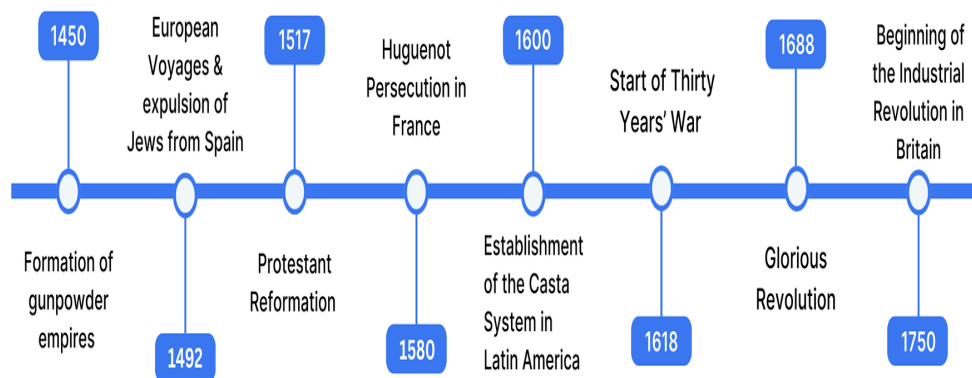 1450
Formation of
gunpowder
empires
European
Voyages &
expulsion of
Jews from Spain
1492
1517
Protestant
Reformation
Huguenot
Persecution in
France
1580
1600
Establishment
of the Casta
System in
Latin America
Start of Thirty
Years' War
1618
1688
Glorious
Revolution
Beginning of
the Industrial
Revolution in
Britain
1750